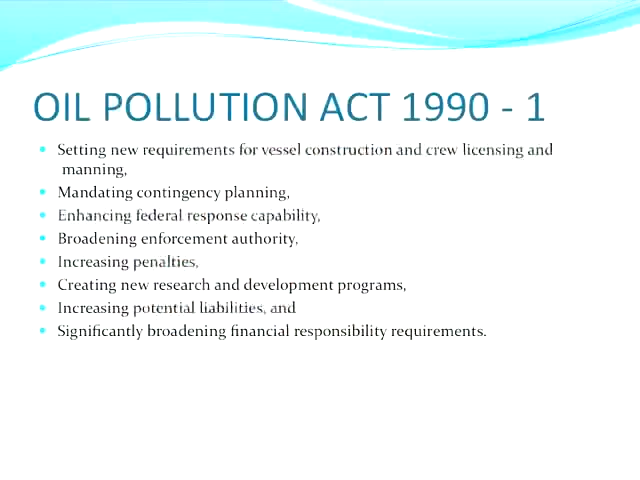 OIL POLLUTION ACT 1990 - 1
• Setting new requirements for vessel construction and crew licensing and
manning,
• Mandating contingency planning,
• Enhancing federal response capability,
• Broadening enforcement authority,
• Increasing penalties,
• Creating new research and development programs,
• Increasing potential liabilities, and
• Significantly broadening financial responsibility requirements.